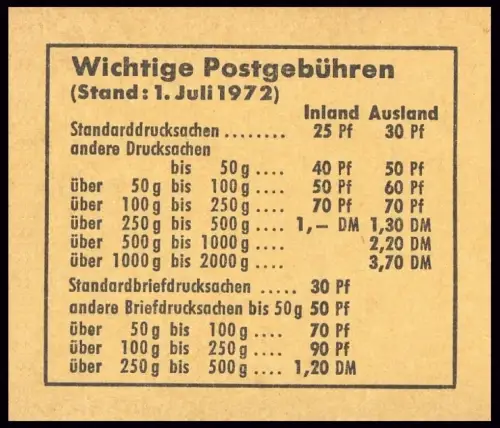 Wichtige Postgebühren
(Stand: 1. Juli 1972)
Inland Ausland
Standarddrucksachen ........ 25 Pf 30 Pf
andere Drucksachen
bis 50 g .... 40 Pf 50 Pf
über 50 g bis 100 g .... 50 Pf 60 Pf
über 100 g bis 250 g .... 70 Pf 70 Pf
über 250 g bis 500 g .... 1,– DM 1,30 DM
über 500 g bis 1000 g .... 2,20 DM
über 1000 g bis 2000 g .... 3,70 DM
Standardbriefdrucksachen ..... 30 Pf
andere Briefdrucksachen bis 50 g 50 Pf
über 50 g bis 100 g .... 70 Pf
über 100 g bis 250 g .... 90 Pf
über 250 g bis 500 g .... 1,20 DM